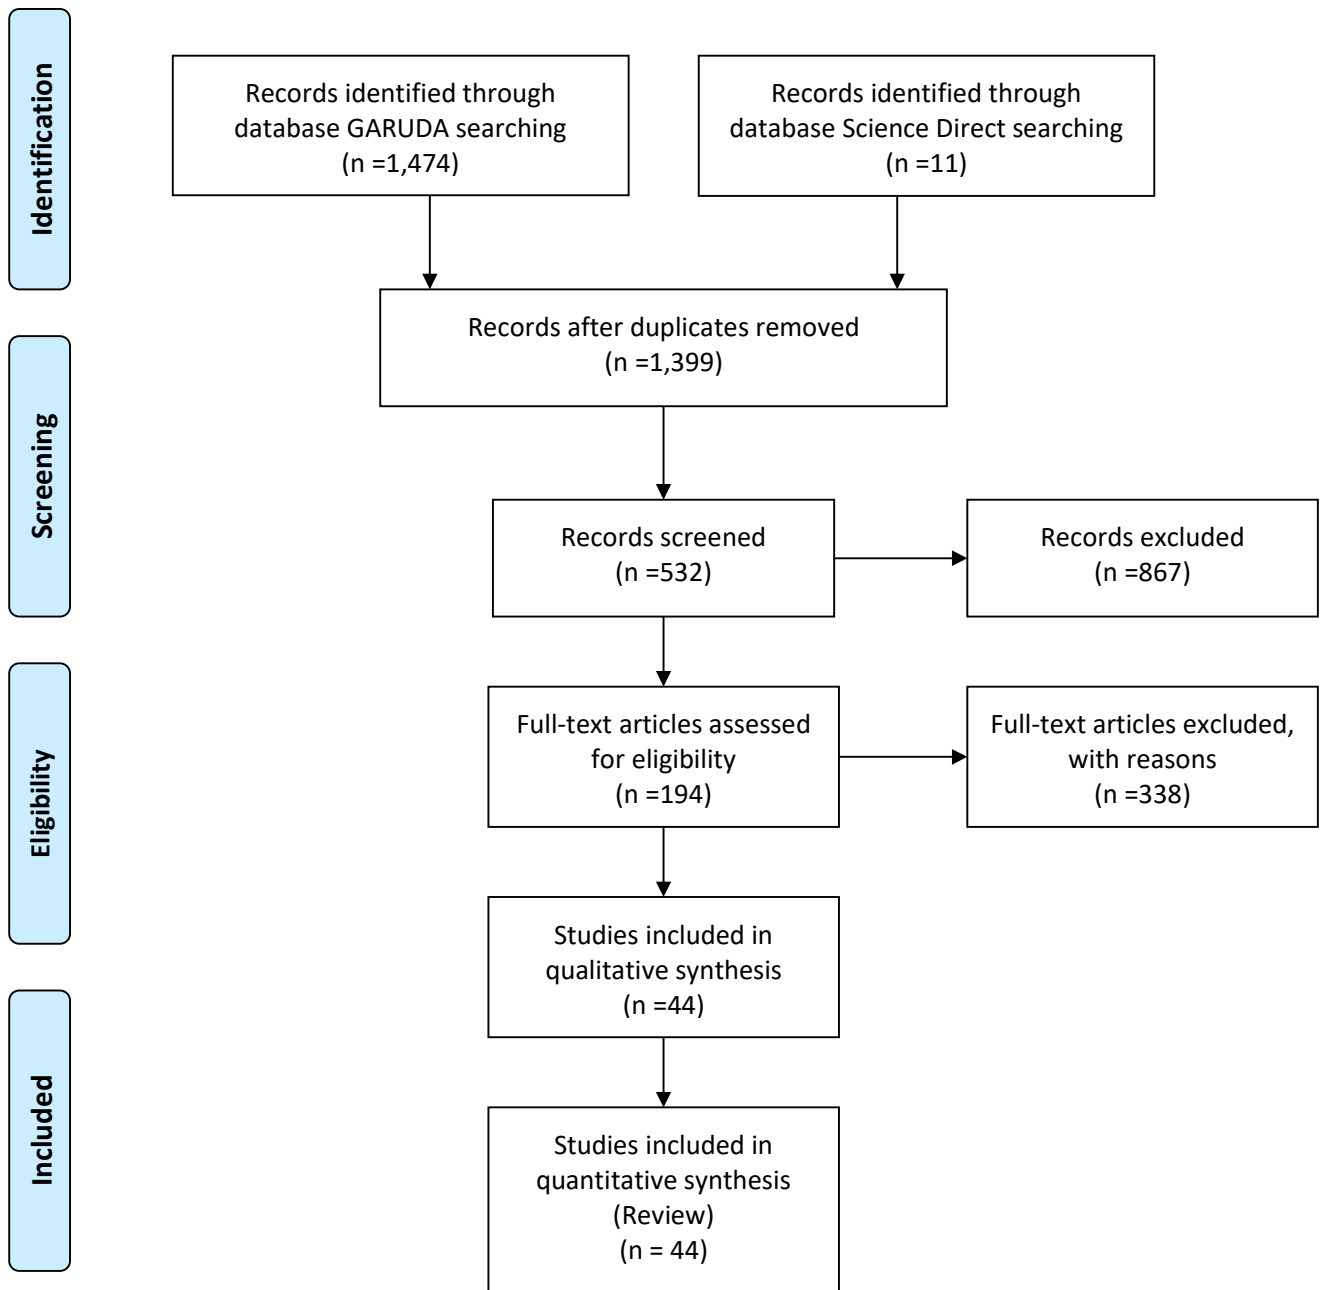 Identification
Records identified through
database GARUDA searching
(n =1,474)
Records identified through
database Science Direct searching
(n =11)
Records after duplicates removed
(n =1,399)
Screening
Records screened
(n =532)
Records excluded
(n =867)
Eligibility
Full-text articles assessed
for eligibility
(n =194)
Full-text articles excluded,
with reasons
(n =338)
Studies included in
qualitative synthesis
(n =44)
Included
Studies included in
quantitative synthesis
(Review)
(n = 44)